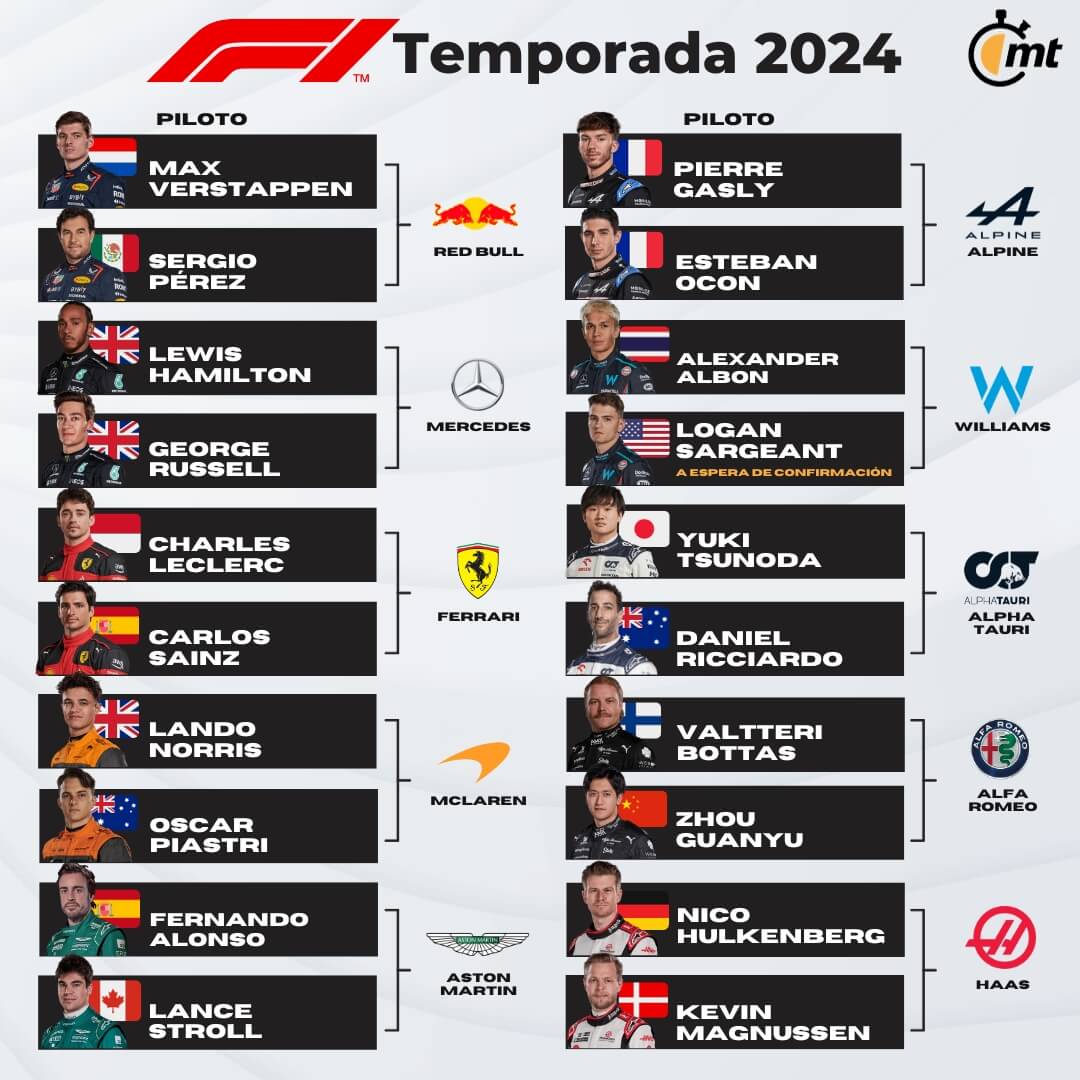 F1 TM
Temporada 2024
mt
PILOTO
MAX
VERSTAPPEN
SERGIO
PÉREZ
RED BULL
LEWIS
HAMILTON
GEORGE
RUSSELL
MERCEDES
CHARLES
LECLERC
CARLOS
SAINZ
FERRARI
LANDO
NORRIS
OSCAR
PIASTRI
MCLAREN
FERNANDO
ALONSO
LANCE
STROLL
ASTON MARTIN
ASTON
MARTIN
PILOTO
PIERRE
GASLY
ESTEBAN
OCON
ALPINE
ALPINE
ALEXANDER
ALBON
LOGAN
SARGEANT
A ESPERA DE CONFIRMACIÓN
W
WILLIAMS
YUKI
TSUNODA
DANIEL
RICCIARDO
ALPHATAURI
ALPHA
TAURI
VALTTERI
BOTTAS
ZHOU
GUANYU
ALFA ROMEO
ALFA
ROMEO
NICO
HULKENBERG
KEVIN
MAGNUSSEN
HAAS